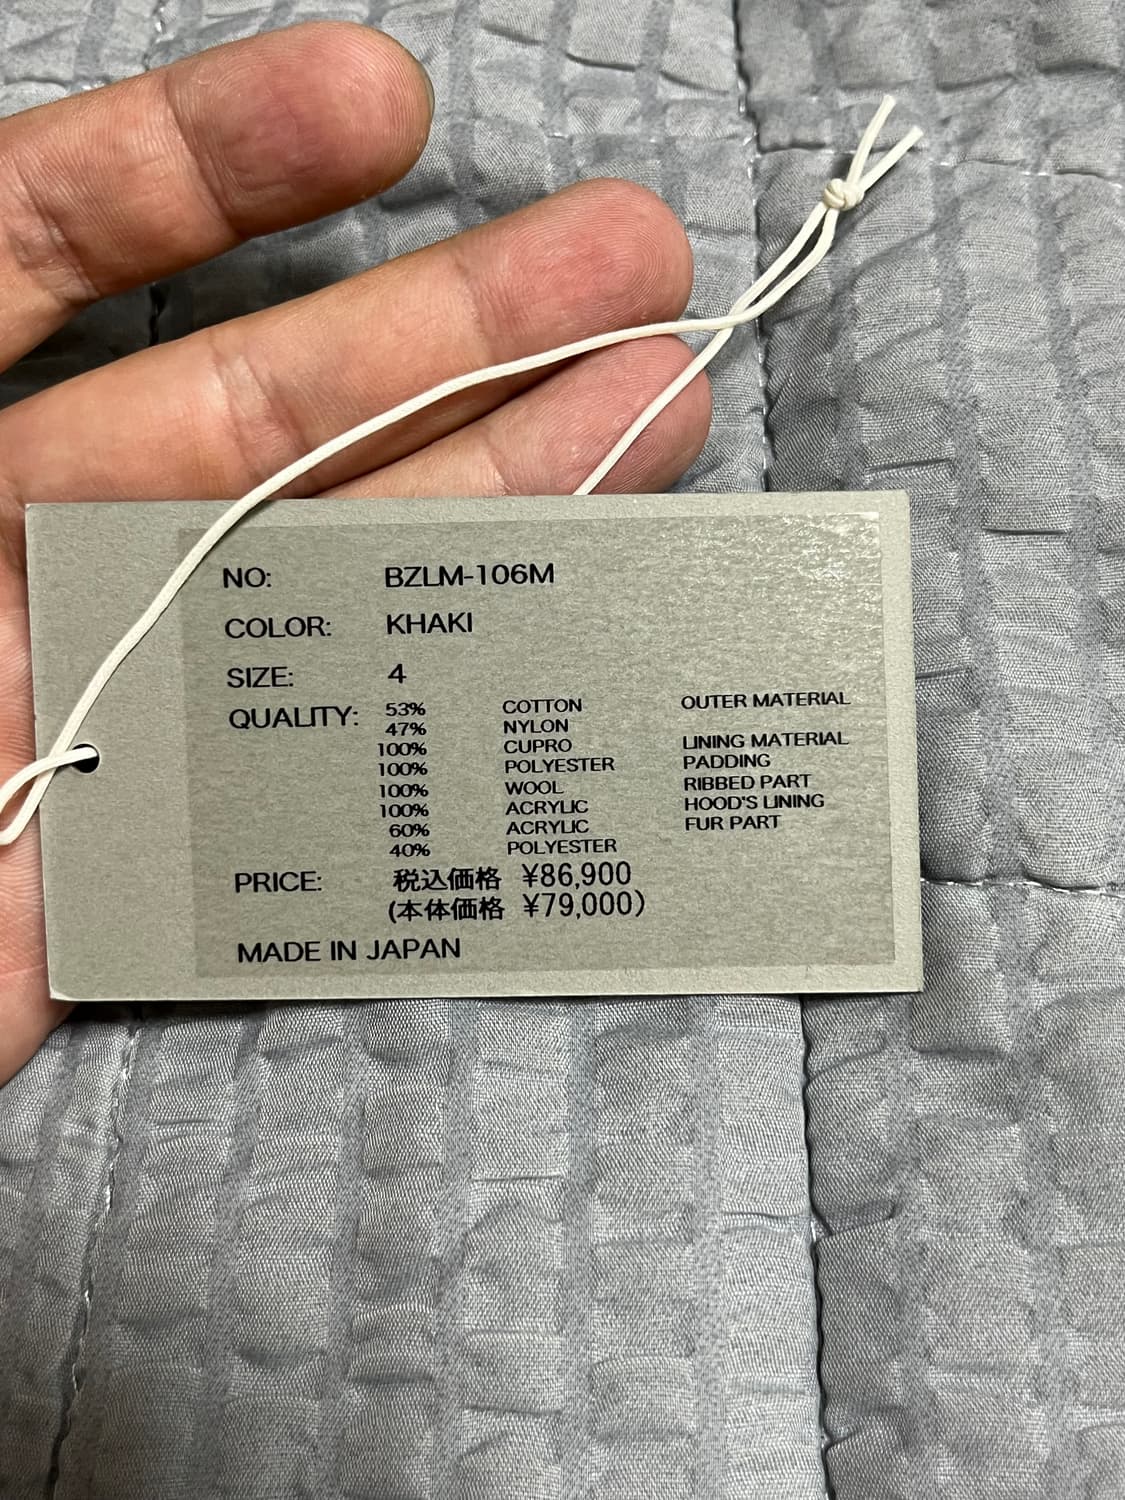 NO: BZLM-106M
COLOR: KHAKI
SIZE: 4
QUALITY: 53% COTTON OUTER MATERIAL
47% NYLON
100% CUPRO LINING MATERIAL
100% POLYESTER PADDING
100% WOOL RIBBED PART
100% ACRYLIC HOOD'S LINING
60% ACRYLIC FUR PART
40% POLYESTER
PRICE: 税込価格 ¥86,900
(本体価格 ¥79,000)
MADE IN JAPAN